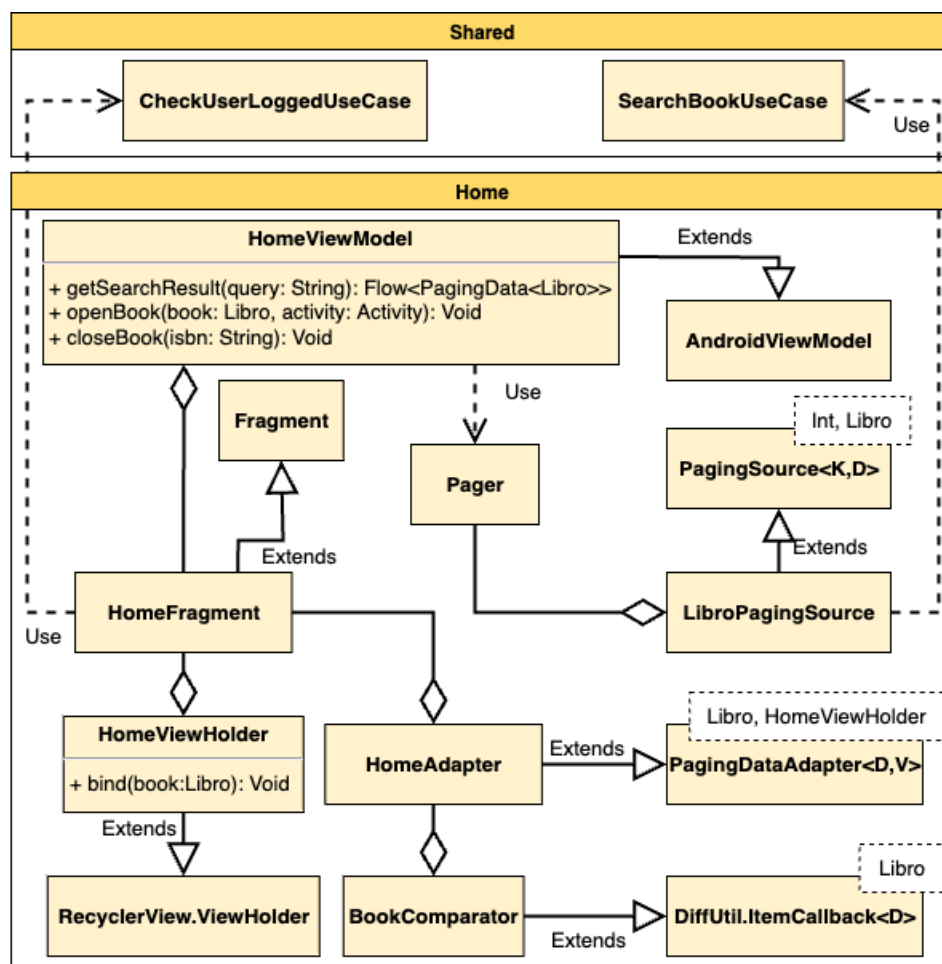 Shared
CheckUserLoggedUseCase
SearchBookUseCase
Use
Home
HomeViewModel
+ getSearchResult(query: String): Flow<PagingData<Libro>>
+ openBook(book: Libro, activity: Activity): Void
+ closeBook(isbn: String): Void
Extends
AndroidViewModel
Use
Fragment
Int, Libro
PagingSource<K,D>
Pager
Extends
Extends
HomeFragment
LibroPagingSource
Use
HomeViewHolder
+ bind(book:Libro): Void
Extends
HomeAdapter
Extends
Libro, HomeViewHolder
PagingDataAdapter<D,V>
RecyclerView.ViewHolder
BookComparator
Extends
Libro
DiffUtil.ItemCallback<D>